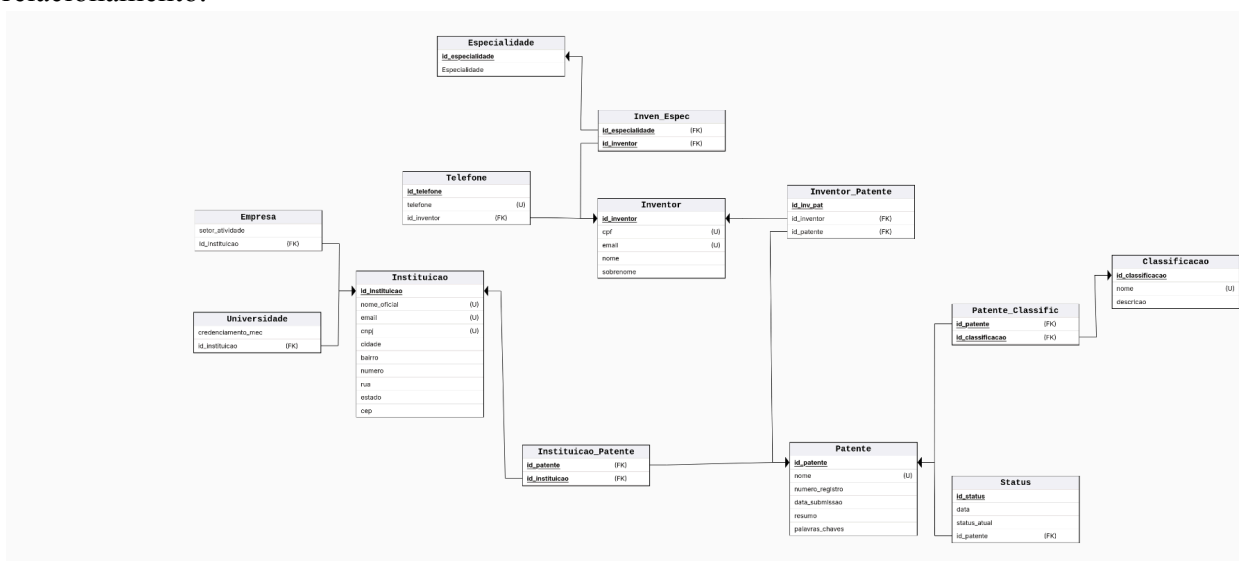 relacionamento.
Especialidade
id_especialidade
Especialidade
Inven_Espec
id_especialidade (FK)
id_inventor (FK)
Telefone
id_telefone
telefone (U)
id_inventor (FK)
Inventor
id_inventor
cpf (U)
email (U)
nome
sobrenome
Inventor_Patente
id_inv_pat
id_inventor (FK)
id_patente (FK)
Empresa
setor_atividade
id_instituicao (FK)
Universidade
credenciamento_mec
id_instituicao (FK)
Instituicao
id_instituicao
nome_oficial (U)
email (U)
cnpj (U)
cidade
bairro
numero
rua
estado
cep
Classificacao
id_classificacao
nome (U)
descricao
Patente_Classific
id_patente (FK)
id_classificacao (FK)
Instituicao_Patente
id_patente (FK)
id_instituicao (FK)
Patente
id_patente
nome (U)
numero_registro
data_submissao
resumo
palavras_chaves
Status
id_status
data
status_atual
id_patente (FK)